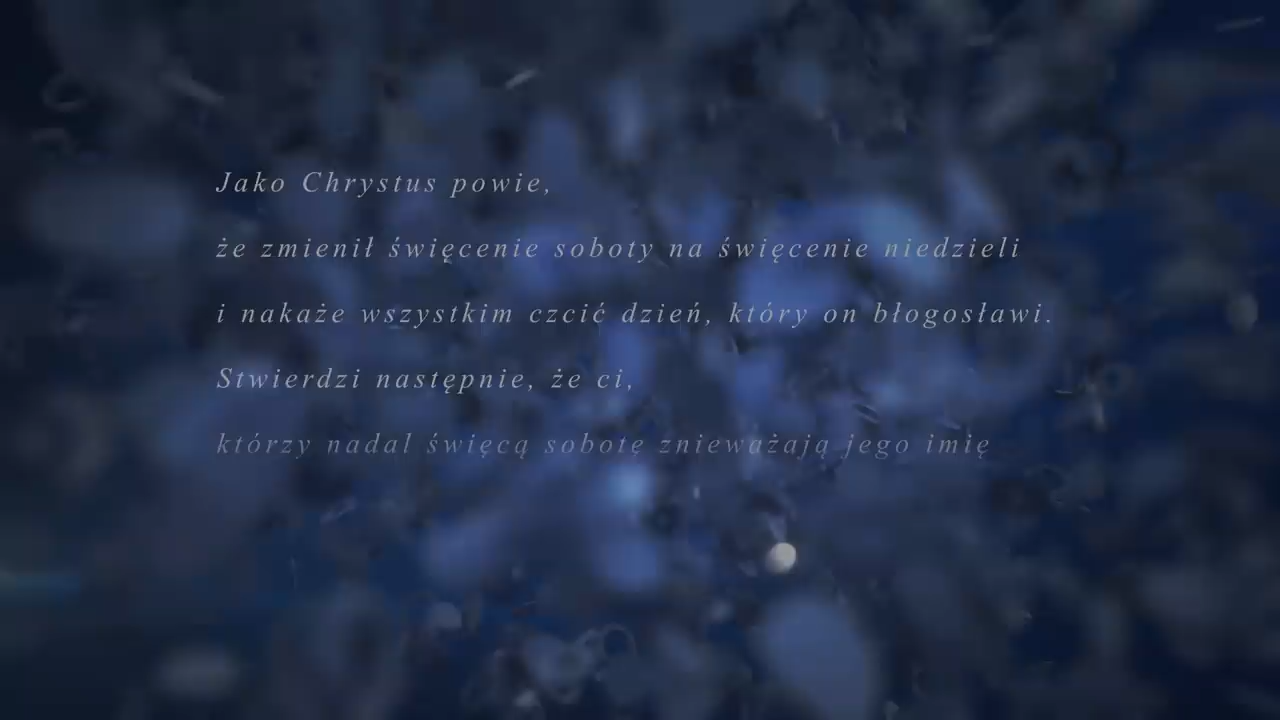 Jako Chrystus powie,
że zmienił święcenie soboty na święcenie niedzieli
i nakaże wszystkim czcić dzień, który on błogosławi.
Stwierdzi następnie, że ci,
którzy nadal święcą sobotę znieważają jego imię